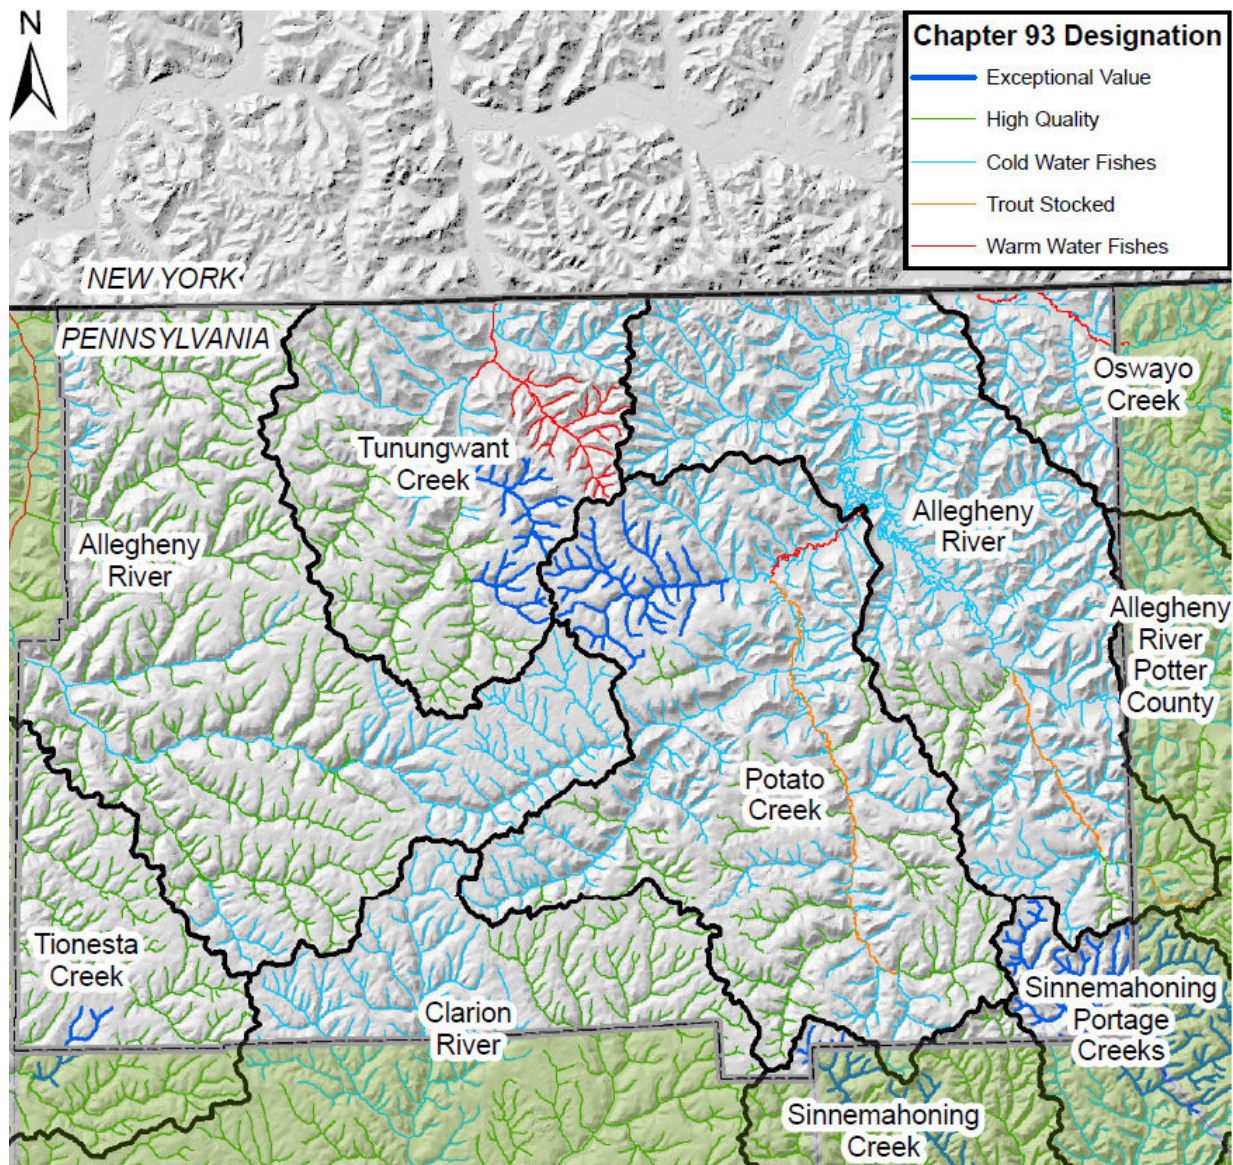 N
Chapter 93 Designation
Exceptional Value
High Quality
Cold Water Fishes
Trout Stocked
Warm Water Fishes
NEW YORK
PENNSYLVANIA
Oswayo
Creek
Tunungwant
Creek
Allegheny
River
Allegheny
River
Allegheny
River
Potter
County
Potato
Creek
Tionesta
Creek
Clarion
River
Sinnemahoning
Portage
Creeks
Sinnemahoning
Creek